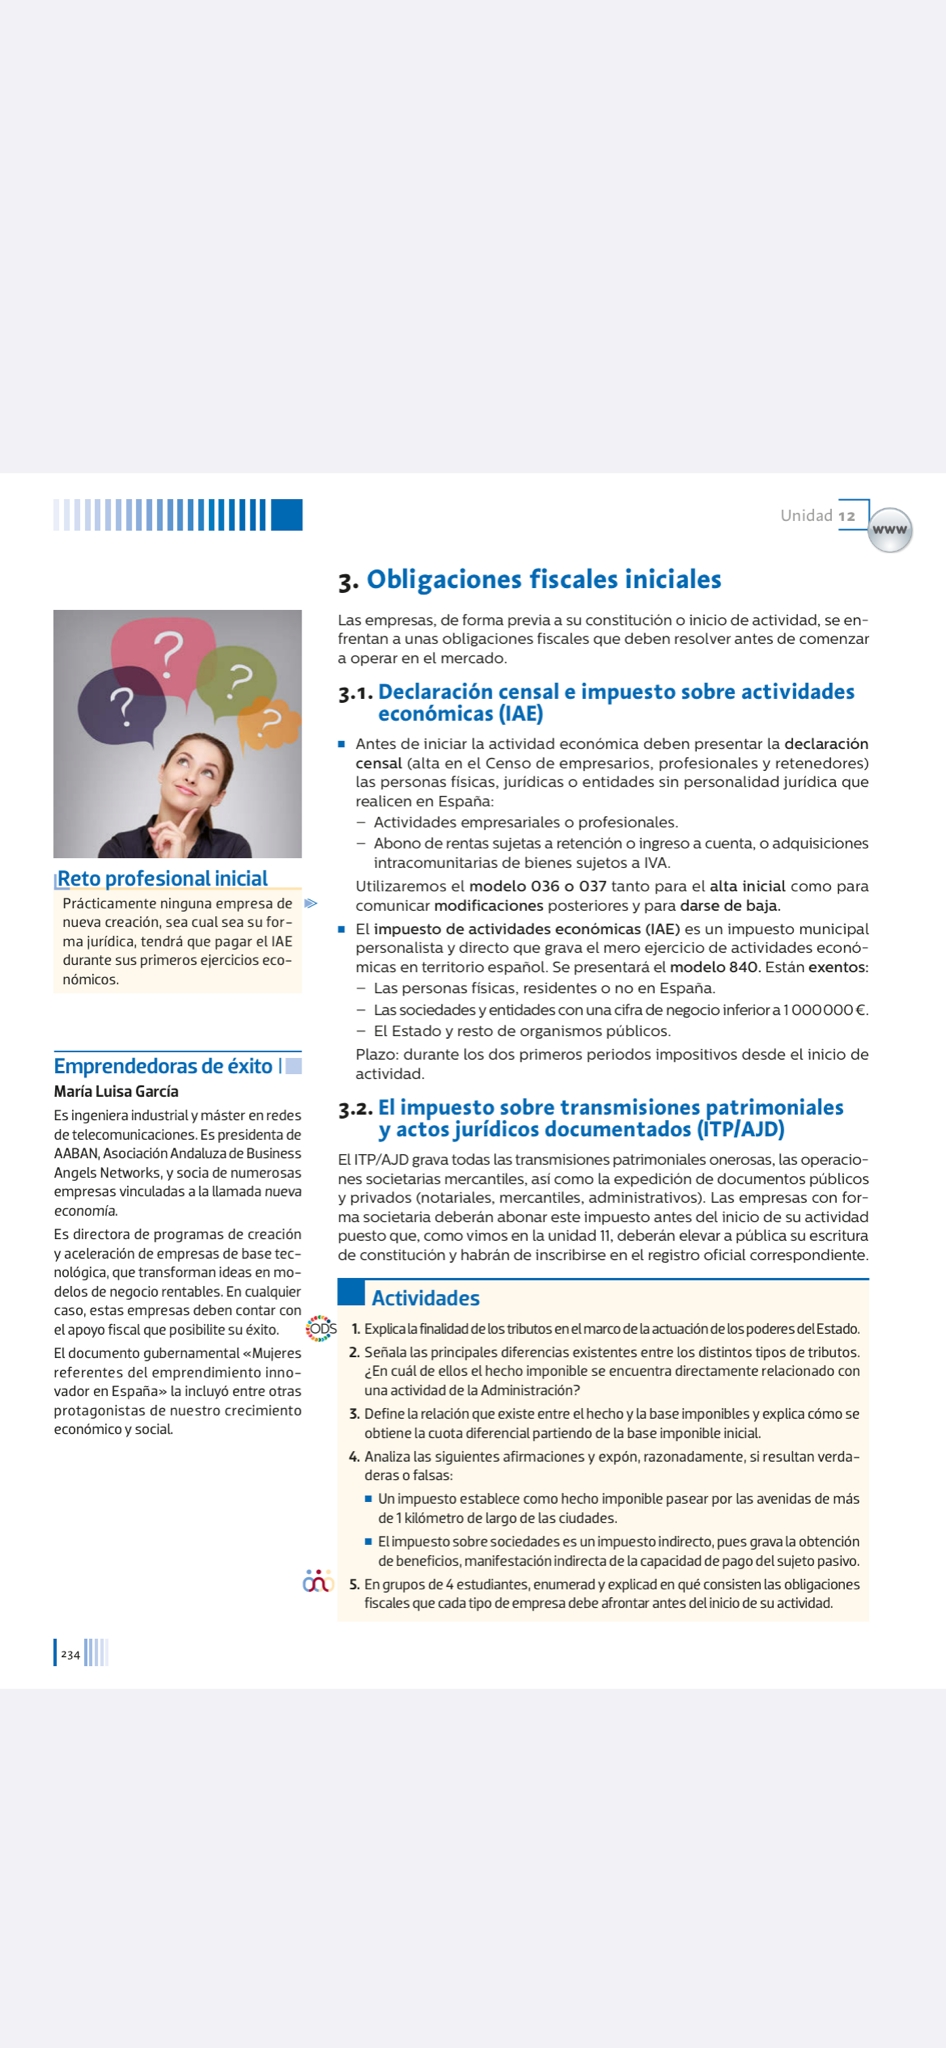 Unidad 12
www
3. Obligaciones fiscales iniciales
Las empresas, de forma previa a su constitución o inicio de actividad, se en-
frentan a unas obligaciones fiscales que deben resolver antes de comenzar
a operar en el mercado.
3.1. Declaración censal e impuesto sobre actividades
económicas (IAE)
■ Antes de iniciar la actividad económica deben presentar la declaración
censal (alta en el Censo de empresarios, profesionales y retenedores)
las personas físicas, jurídicas o entidades sin personalidad jurídica que
realicen en España:
– Actividades empresariales o profesionales.
– Abono de rentas sujetas a retención o ingreso a cuenta, o adquisiciones
intracomunitarias de bienes sujetos a IVA.
Utilizaremos el modelo 036 o 037 tanto para el alta inicial como para
comunicar modificaciones posteriores y para darse de baja.
■ El impuesto de actividades económicas (IAE) es un impuesto municipal
personalista y directo que grava el mero ejercicio de actividades econó-
micas en territorio español. Se presentará el modelo 840. Están exentos:
– Las personas físicas, residentes o no en España.
– Las sociedades y entidades con una cifra de negocio inferior a 1 000 000 €.
– El Estado y resto de organismos públicos.
Plazo: durante los dos primeros periodos impositivos desde el inicio de
actividad.
3.2. El impuesto sobre transmisiones patrimoniales
y actos jurídicos documentados (ITP/AJD)
El ITP/AJD grava todas las transmisiones patrimoniales onerosas, las operacio-
nes societarias mercantiles, así como la expedición de documentos públicos
y privados (notariales, mercantiles, administrativos). Las empresas con for-
ma societaria deberán abonar este impuesto antes del inicio de su actividad
puesto que, como vimos en la unidad 11, deberán elevar a pública su escritura
de constitución y habrán de inscribirse en el registro oficial correspondiente.
Actividades
ODS
1. Explica la finalidad de los tributos en el marco de la actuación de los poderes del Estado.
2. Señala las principales diferencias existentes entre los distintos tipos de tributos.
¿En cuál de ellos el hecho imponible se encuentra directamente relacionado con
una actividad de la Administración?
3. Define la relación que existe entre el hecho y la base imponibles y explica cómo se
obtiene la cuota diferencial partiendo de la base imponible inicial.
4. Analiza las siguientes afirmaciones y expón, razonadamente, si resultan verda-
deras o falsas:
■ Un impuesto establece como hecho imponible pasear por las avenidas de más
de 1 kilómetro de largo de las ciudades.
■ El impuesto sobre sociedades es un impuesto indirecto, pues grava la obtención
de beneficios, manifestación indirecta de la capacidad de pago del sujeto pasivo.
5. En grupos de 4 estudiantes, enumerad y explicad en qué consisten las obligaciones
fiscales que cada tipo de empresa debe afrontar antes del inicio de su actividad.
? ? ? ?
Reto profesional inicial
Prácticamente ninguna empresa de
nueva creación, sea cual sea su for-
ma jurídica, tendrá que pagar el IAE
durante sus primeros ejercicios eco-
nómicos.
Emprendedoras de éxito
María Luisa García
Es ingeniera industrial y máster en redes
de telecomunicaciones. Es presidenta de
AABAN, Asociación Andaluza de Business
Angels Networks, y socia de numerosas
empresas vinculadas a la llamada nueva
economía.
Es directora de programas de creación
y aceleración de empresas de base tec-
nológica, que transforman ideas en mo-
delos de negocio rentables. En cualquier
caso, estas empresas deben contar con
el apoyo fiscal que posibilite su éxito.
El documento gubernamental «Mujeres
referentes del emprendimiento inno-
vador en España» la incluyó entre otras
protagonistas de nuestro crecimiento
económico y social.
234